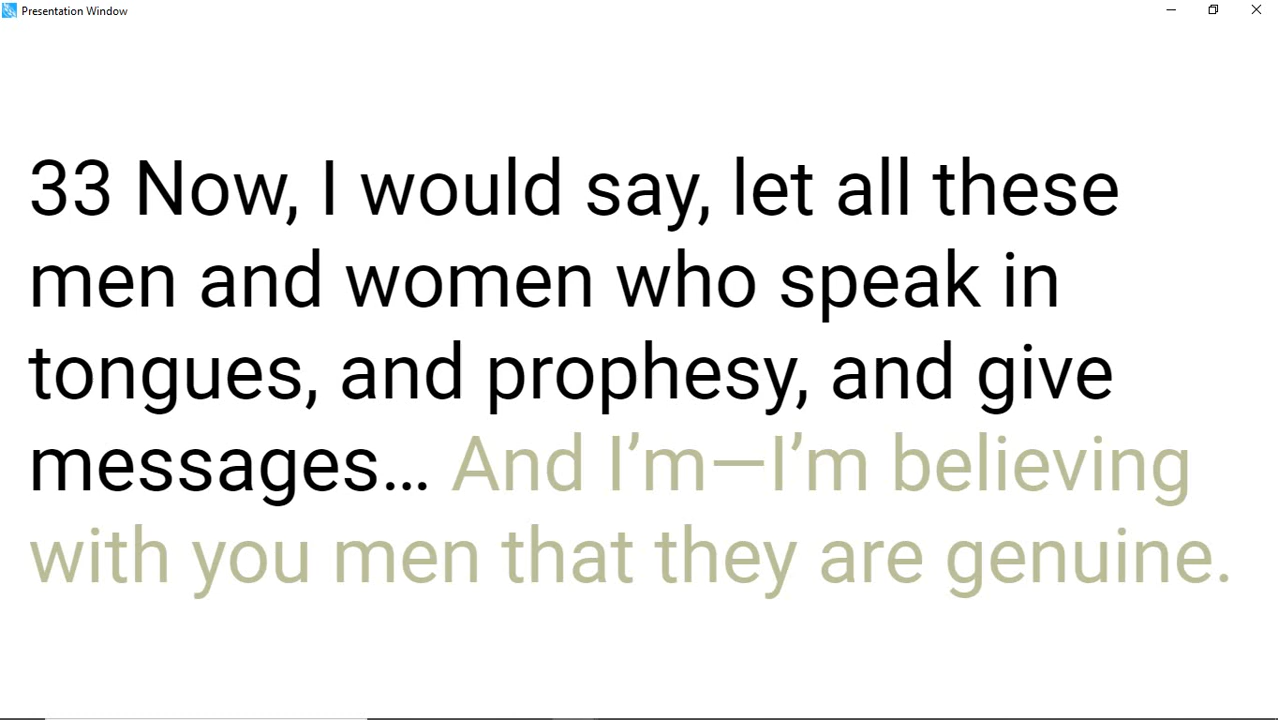 Presentation Window
33 Now, I would say, let all these
men and women who speak in
tongues, and prophesy, and give
messages… And I’m—I’m believing
with you men that they are genuine.